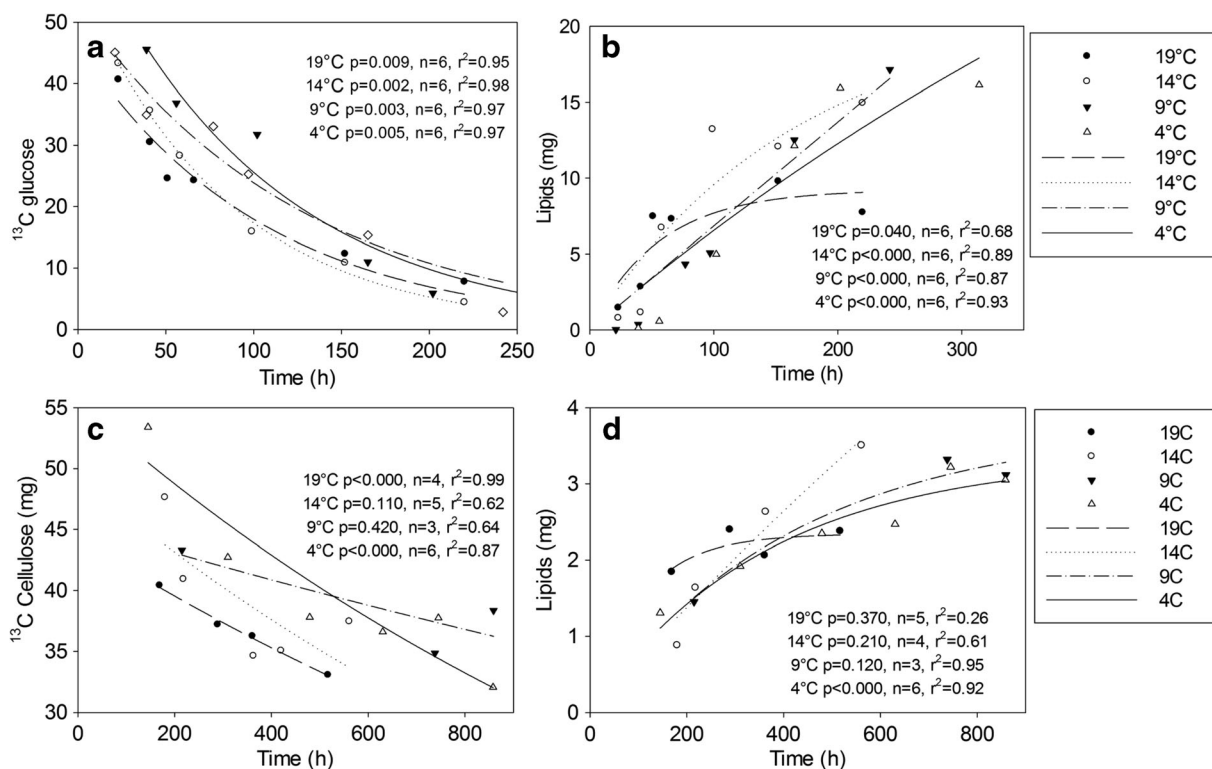 a
50
40
30
20
10
0
¹³C glucose
19°C p=0.009, n=6, r²=0.95
14°C p=0.002, n=6, r²=0.98
9°C p=0.003, n=6, r²=0.97
4°C p=0.005, n=6, r²=0.97
0 50 100 150 200 250
Time (h)
b
20
15
10
5
0
Lipids (mg)
19°C p=0.040, n=6, r²=0.68
14°C p<0.000, n=6, r²=0.89
9°C p<0.000, n=6, r²=0.87
4°C p<0.000, n=6, r²=0.93
0 100 200 300
Time (h)
19°C
14°C
9°C
4°C
19°C
14°C
9°C
4°C
c
55
50
45
40
35
30
¹³C Cellulose (mg)
19°C p<0.000, n=4, r²=0.99
14°C p=0.110, n=5, r²=0.62
9°C p=0.420, n=3, r²=0.64
4°C p<0.000, n=6, r²=0.87
200 400 600 800
Time (h)
d
4
3
2
1
0
Lipids (mg)
19°C p=0.370, n=5, r²=0.26
14°C p=0.210, n=4, r²=0.61
9°C p=0.120, n=3, r²=0.95
4°C p<0.000, n=6, r²=0.92
0 200 400 600 800
Time (h)
19C
14C
9C
4C
19C
14C
9C
4C